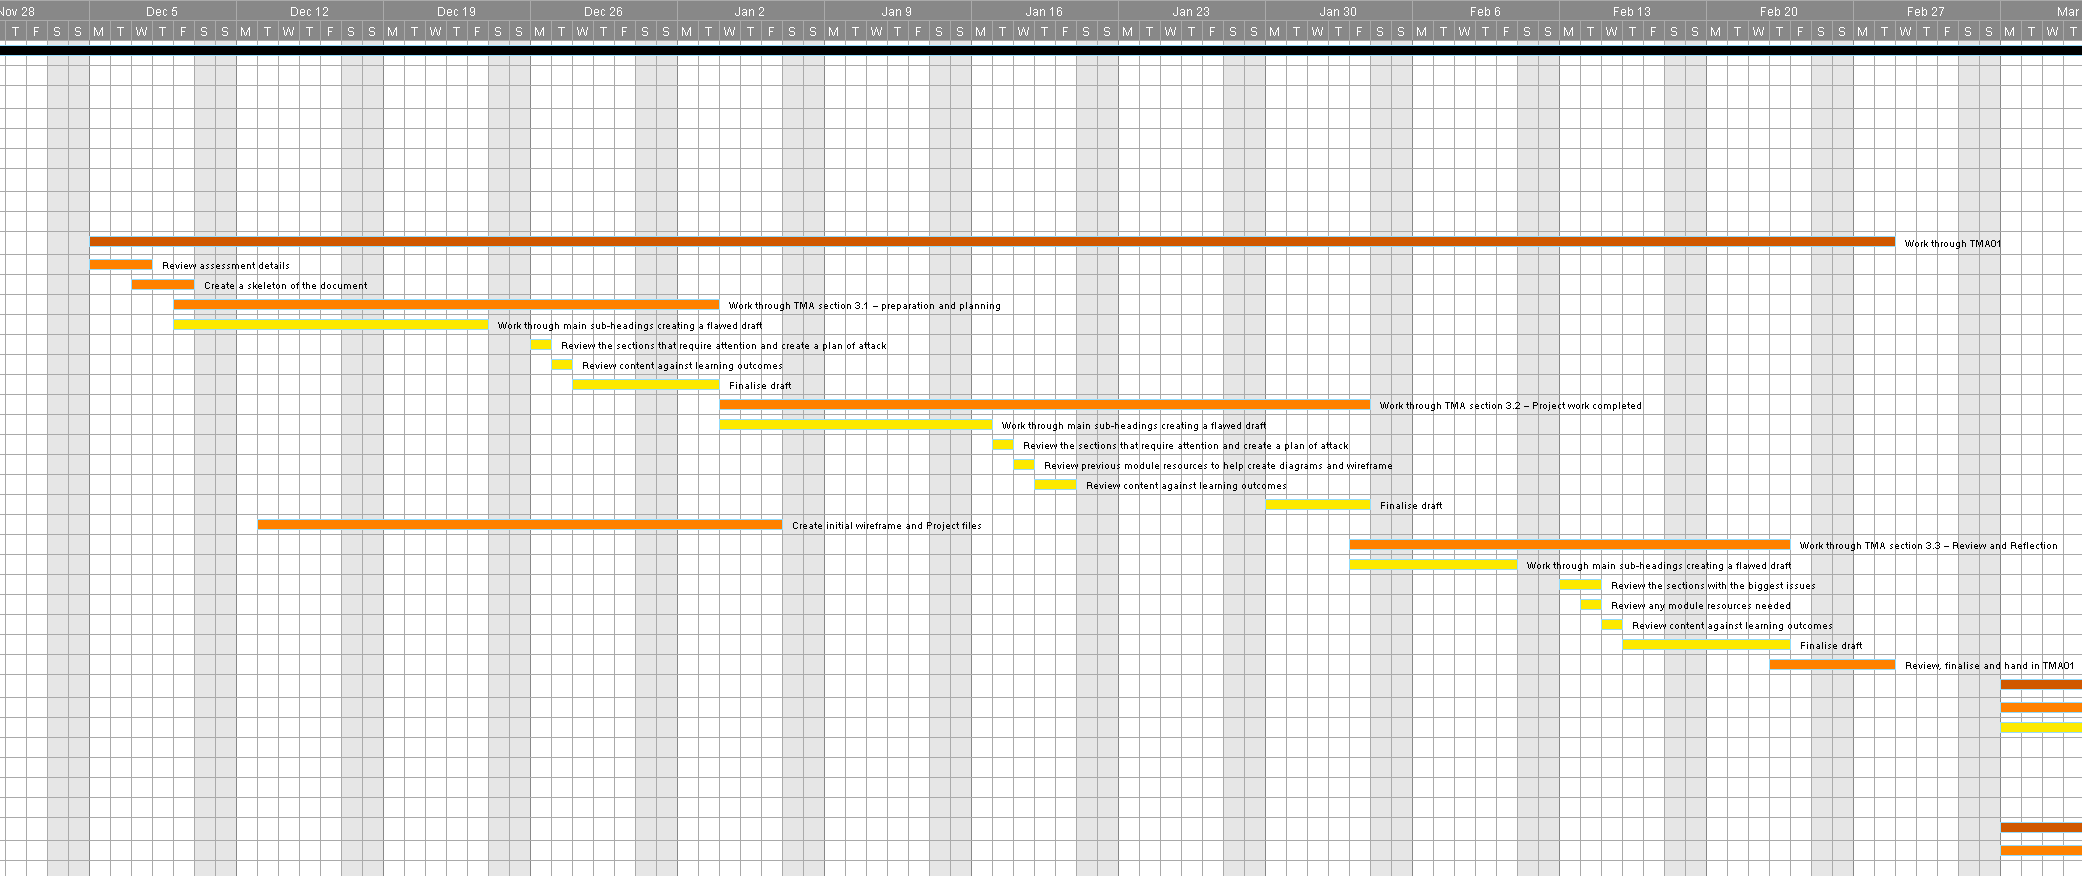 Nov 28 Dec 5 Dec 12 Dec 19 Dec 26 Jan 2 Jan 9 Jan 16 Jan 23 Jan 30 Feb 6 Feb 13 Feb 20 Feb 27 Mar
T F S S M T W T F S S M T W T F S S M T W T F S S M T W T F S S M T W T F S S M T W T F S S M T W T F S S M T W T F S S M T W T F S S M T W T F S S M T W T F S S M T W T F S S M T W T F S S M T W T
Work through TMA01
Review assessment details
Create a skeleton of the document
Work through TMA section 3.1 – preparation and planning
Work through main sub-headings creating a flawed draft
Review the sections that require attention and create a plan of attack
Review content against learning outcomes
Finalise draft
Work through TMA section 3.2 – Project work completed
Work through main sub-headings creating a flawed draft
Review the sections that require attention and create a plan of attack
Review previous module resources to help create diagrams and wireframe
Review content against learning outcomes
Finalise draft
Create initial wireframe and Project files
Work through TMA section 3.3 – Review and Reflection
Work through main sub-headings creating a flawed draft
Review the sections with the biggest issues
Review any module resources needed
Review content against learning outcomes
Finalise draft
Review, finalise and hand in TMA01